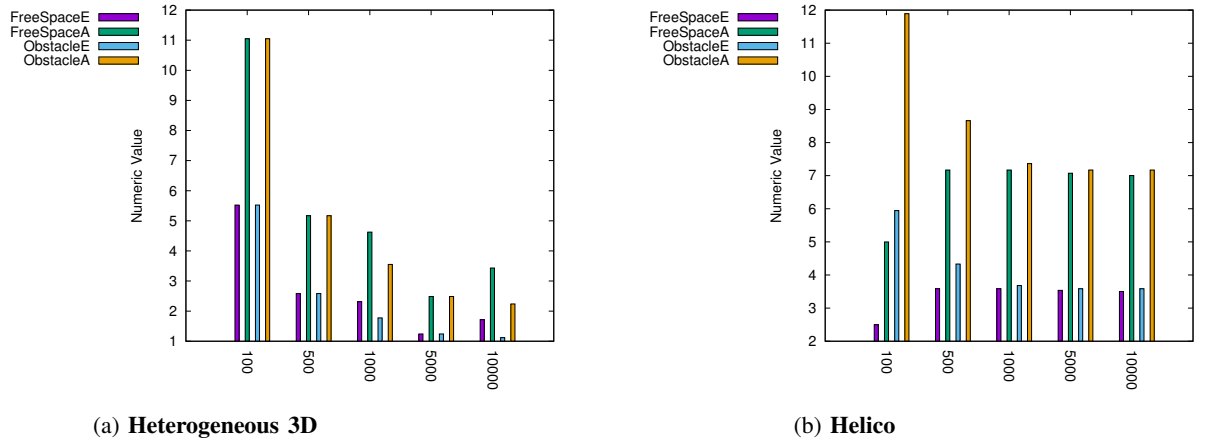 FreeSpaceE
FreeSpaceA
ObstacleE
ObstacleA
Numeric Value
12
11
10
9
8
7
6
5
4
3
2
1
100
500
1000
5000
10000
(a) Heterogeneous 3D
FreeSpaceE
FreeSpaceA
ObstacleE
ObstacleA
Numeric Value
12
11
10
9
8
7
6
5
4
3
2
100
500
1000
5000
10000
(b) Helico